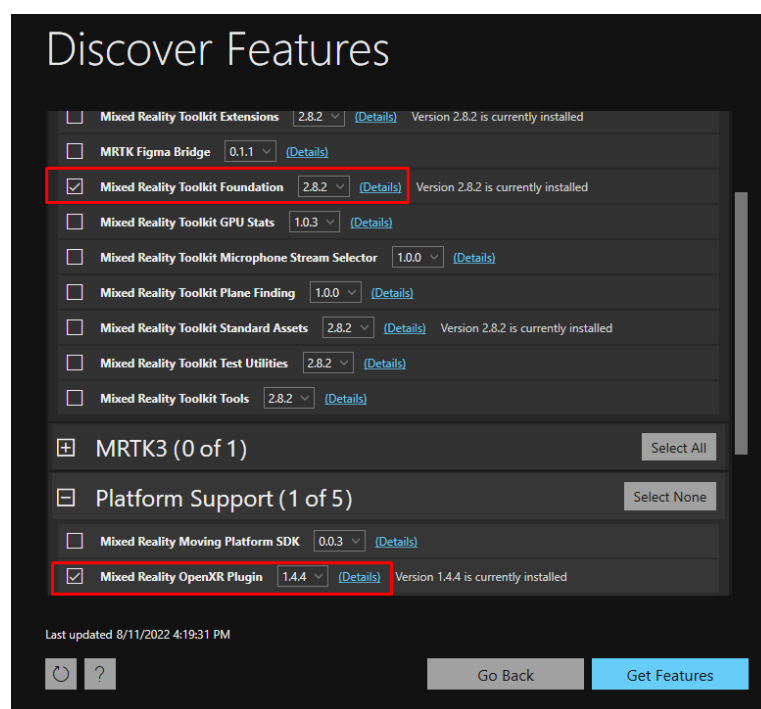 Discover Features
Mixed Reality Toolkit Extensions 2.8.2 (Details) Version 2.8.2 is currently installed
MRTK Figma Bridge 0.1.1 (Details)
Mixed Reality Toolkit Foundation 2.8.2 (Details) Version 2.8.2 is currently installed
Mixed Reality Toolkit GPU Stats 1.0.3 (Details)
Mixed Reality Toolkit Microphone Stream Selector 1.0.0 (Details)
Mixed Reality Toolkit Plane Finding 1.0.0 (Details)
Mixed Reality Toolkit Standard Assets 2.8.2 (Details) Version 2.8.2 is currently installed
Mixed Reality Toolkit Test Utilities 2.8.2 (Details)
Mixed Reality Toolkit Tools 2.8.2 (Details)
MRTK3 (0 of 1) Select All
Platform Support (1 of 5) Select None
Mixed Reality Moving Platform SDK 0.0.3 (Details)
Mixed Reality OpenXR Plugin 1.4.4 (Details) Version 1.4.4 is currently installed
Last updated 8/11/2022 4:19:31 PM
? Go Back Get Features